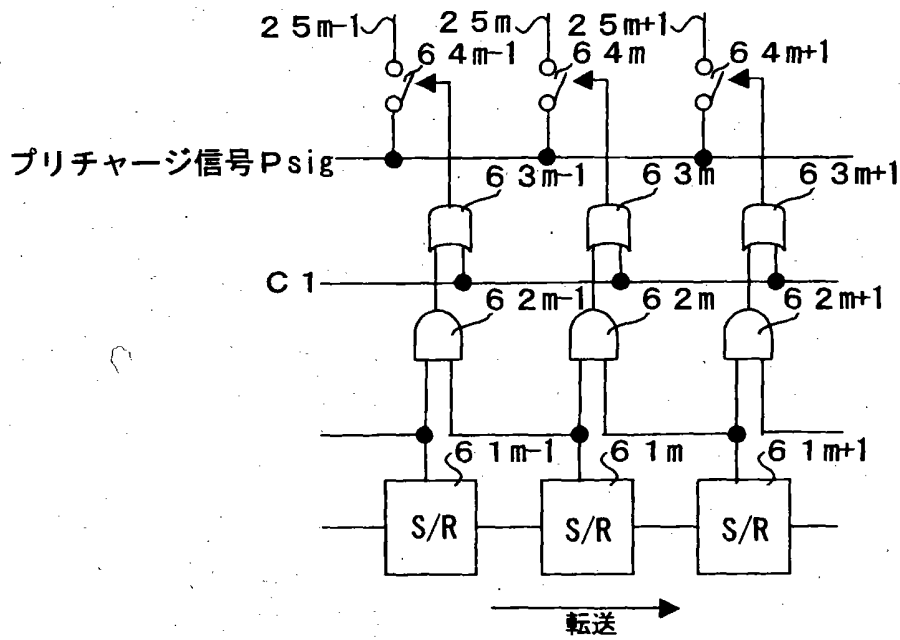 ２５m-1 ２５m ２５m+1
６４m-1 ６４m ６４m+1
プリチャージ信号Ｐsig
６３m-1 ６３m ６３m+1
Ｃ１
６２m-1 ６２m ６２m+1
６１m-1 ６１m ６１m+1
S/R S/R S/R
転送